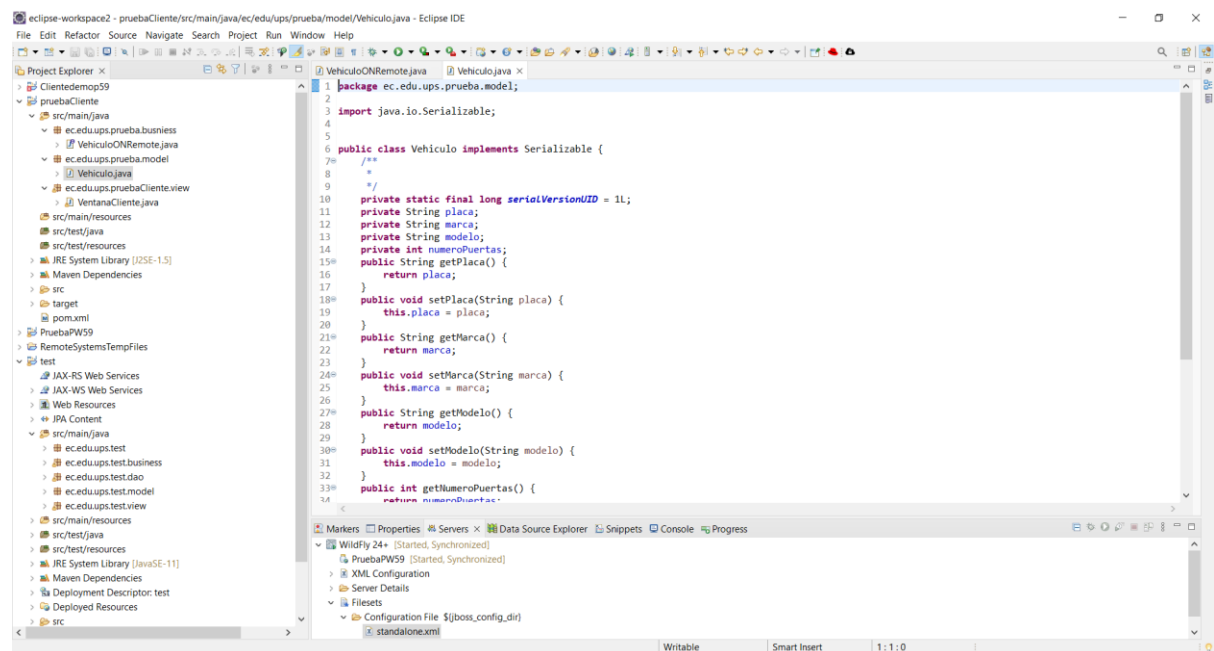 eclipse-workspace2 - pruebaCliente/src/main/java/ec/edu/ups/prueba/model/Vehiculo.java - Eclipse IDE
File Edit Refactor Source Navigate Search Project Run Window Help
Project Explorer
Clientedemop59
pruebaCliente
src/main/java
ec.edu.ups.prueba.busniess
VehiculoONRemote.java
ec.edu.ups.prueba.model
Vehiculo.java
ec.edu.ups.pruebaCliente.view
VentanaCliente.java
src/main/resources
src/test/java
src/test/resources
JRE System Library [J2SE-1.5]
Maven Dependencies
src
target
pom.xml
PruebaPW59
RemoteSystemsTempFiles
test
JAX-RS Web Services
JAX-WS Web Services
Web Resources
JPA Content
src/main/java
ec.edu.ups.test
ec.edu.ups.test.business
ec.edu.ups.test.dao
ec.edu.ups.test.model
ec.edu.ups.test.view
src/main/resources
src/test/java
src/test/resources
JRE System Library [JavaSE-11]
Maven Dependencies
Deployment Descriptor: test
Deployed Resources
src
VehiculoONRemote.java Vehiculo.java
1 package ec.edu.ups.prueba.model;
2
3 import java.io.Serializable;
4
5
6 public class Vehiculo implements Serializable {
7 /**
8 *
9 */
10 private static final long serialVersionUID = 1L;
11 private String placa;
12 private String marca;
13 private String modelo;
14 private int numeroPuertas;
15 public String getPlaca() {
16 return placa;
17 }
18 public void setPlaca(String placa) {
19 this.placa = placa;
20 }
21 public String getMarca() {
22 return marca;
23 }
24 public void setMarca(String marca) {
25 this.marca = marca;
26 }
27 public String getModelo() {
28 return modelo;
29 }
30 public void setModelo(String modelo) {
31 this.modelo = modelo;
32 }
33 public int getNumeroPuertas() {
34 return numeroPuertas;
Markers Properties Servers Data Source Explorer Snippets Console Progress
WildFly 24+ [Started, Synchronized]
PruebaPW59 [Started, Synchronized]
XML Configuration
Server Details
Filesets
Configuration File ${jboss_config_dir}
standalone.xml
Writable Smart Insert 1 : 1 : 0